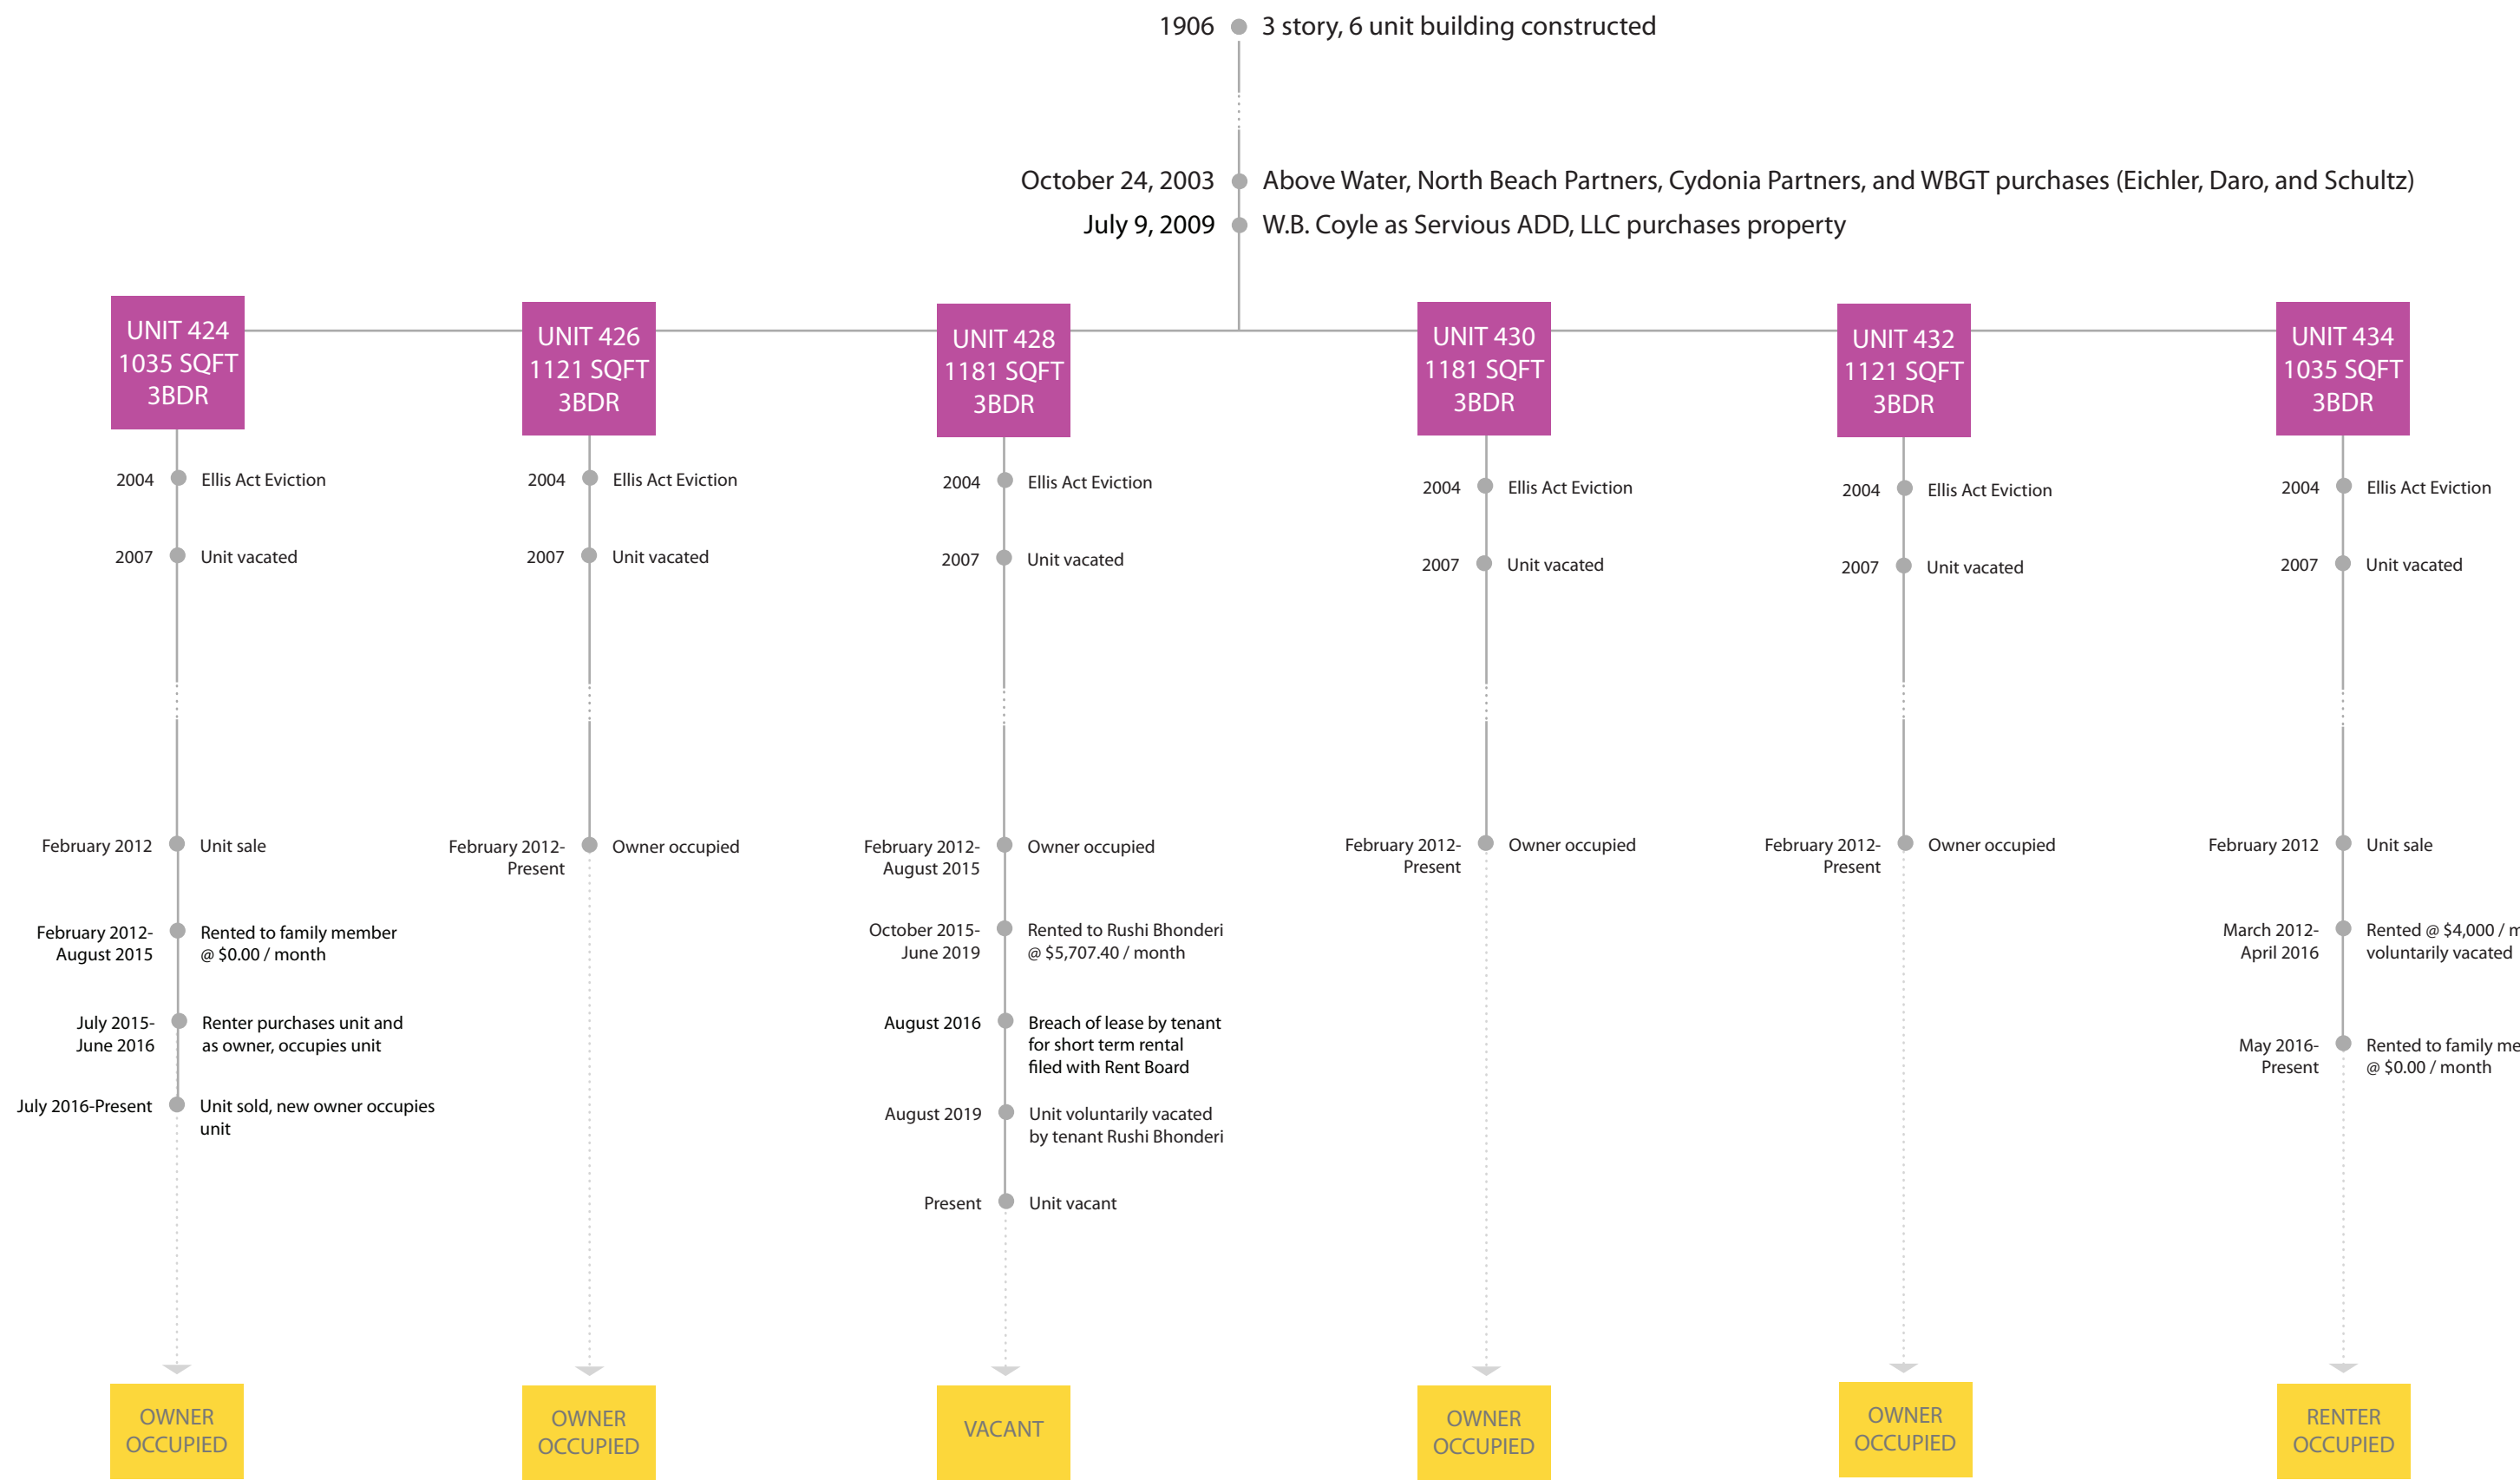 1906 3 story, 6 unit building constructed
October 24, 2003 Above Water, North Beach Partners, Cydonia Partners, and WBGT purchases (Eichler, Daro, and Schultz)
July 9, 2009 W.B. Coyle as Servious ADD, LLC purchases property
UNIT 424
1035 SQFT
3BDR
2004 Ellis Act Eviction
2007 Unit vacated
February 2012 Unit sale
February 2012- Rented to family member
August 2015 @ $0.00 / month
July 2015- Renter purchases unit and
June 2016 as owner, occupies unit
July 2016-Present Unit sold, new owner occupies
unit
OWNER
OCCUPIED
UNIT 426
1121 SQFT
3BDR
2004 Ellis Act Eviction
2007 Unit vacated
February 2012- Owner occupied
Present
OWNER
OCCUPIED
UNIT 428
1181 SQFT
3BDR
2004 Ellis Act Eviction
2007 Unit vacated
February 2012- Owner occupied
August 2015
October 2015- Rented to Rushi Bhonderi
June 2019 @ $5,707.40 / month
August 2016 Breach of lease by tenant
for short term rental
filed with Rent Board
August 2019 Unit voluntarily vacated
by tenant Rushi Bhonderi
Present Unit vacant
VACANT
UNIT 430
1181 SQFT
3BDR
2004 Ellis Act Eviction
2007 Unit vacated
February 2012- Owner occupied
Present
OWNER
OCCUPIED
UNIT 432
1121 SQFT
3BDR
2004 Ellis Act Eviction
2007 Unit vacated
February 2012- Owner occupied
Present
OWNER
OCCUPIED
UNIT 434
1035 SQFT
3BDR
2004 Ellis Act Eviction
2007 Unit vacated
February 2012 Unit sale
March 2012- Rented @ $4,000 /
April 2016 voluntarily vacated
May 2016- Rented to family
Present @ $0.00 / month
RENTER
OCCUPIED